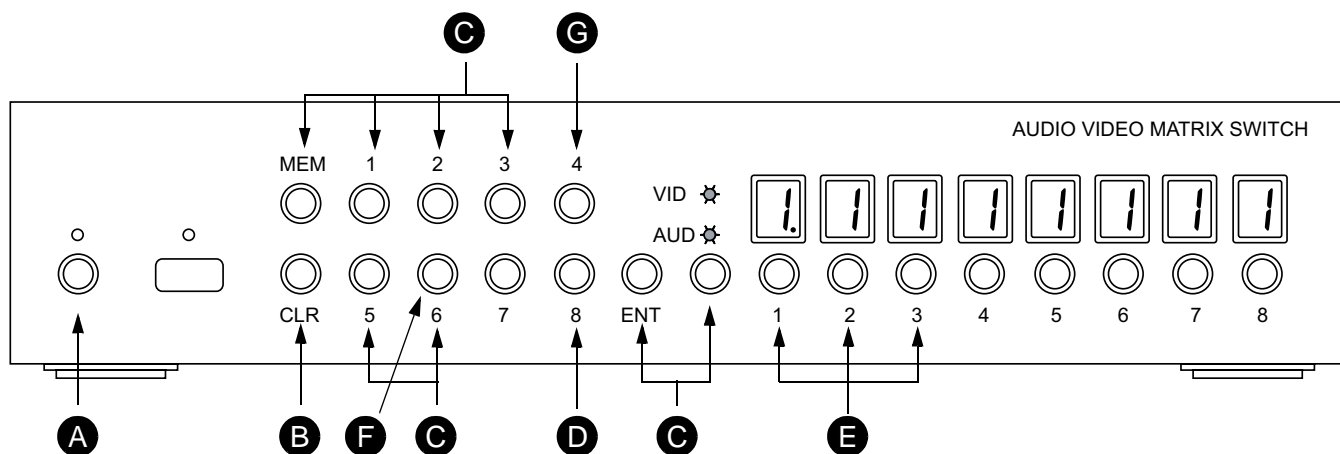 C G
AUDIO VIDEO MATRIX SWITCH
MEM 1 2 3 4
VID
1. 1 1 1 1 1 1 1
AUD
CLR 5 6 7 8 ENT 1 2 3 4 5 6 7 8
A B F C D C E